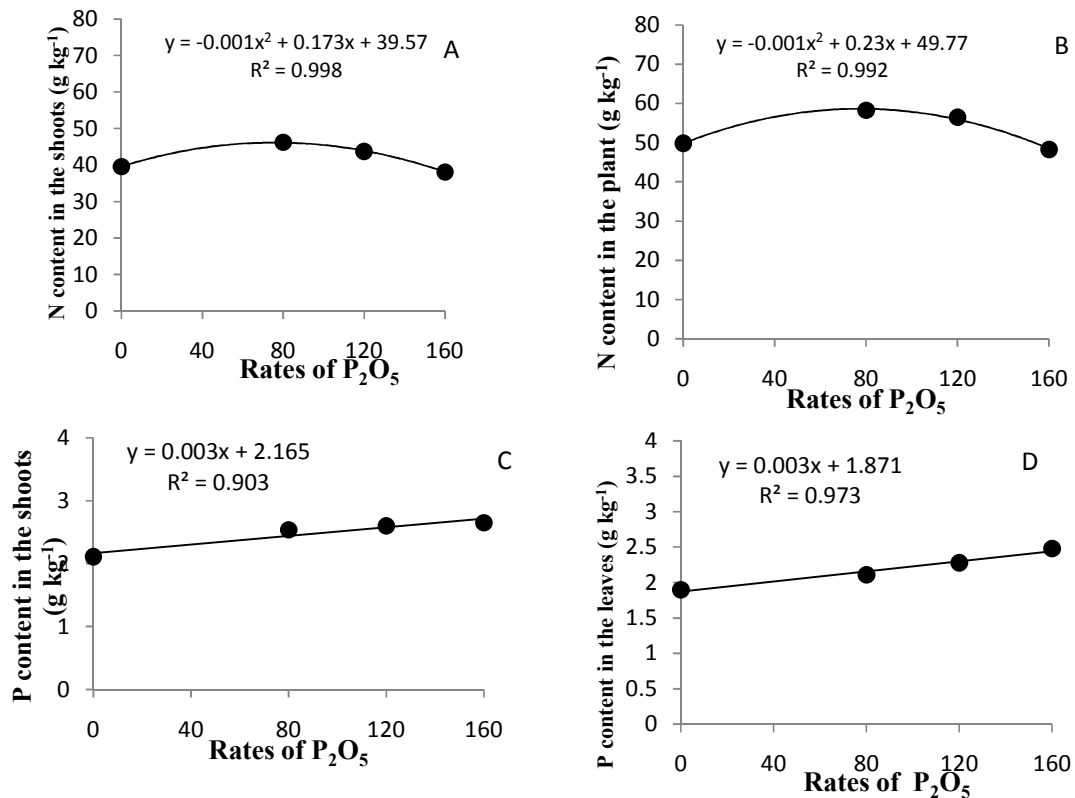 A
y = -0.001x² + 0.173x + 39.57
R² = 0.998
N content in the shoots (g kg⁻¹)
80
70
60
50
40
30
20
10
0
0 40 80 120 160
Rates of P₂O₅
B
y = -0.001x² + 0.23x + 49.77
R² = 0.992
N content in the plant (g kg⁻¹)
80
70
60
50
40
30
20
10
0
0 40 80 120 160
Rates of P₂O₅
C
y = 0.003x + 2.165
R² = 0.903
P content in the shoots
(g kg⁻¹)
4
3
2
1
0
0 40 80 120 160
Rates of P₂O₅
D
y = 0.003x + 1.871
R² = 0.973
P content in the leaves (g kg⁻¹)
4
3.5
3
2.5
2
1.5
1
0.5
0
0 40 80 120 160
Rates of P₂O₅